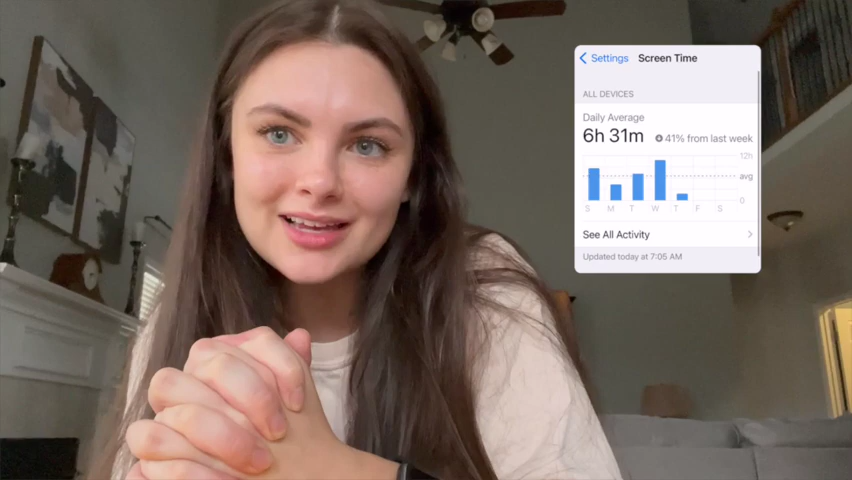 Settings Screen Time
ALL DEVICES
Daily Average
6h 31m 41% from last week
12h
avg
0
S M T W T F S
See All Activity
Updated today at 7:05 AM